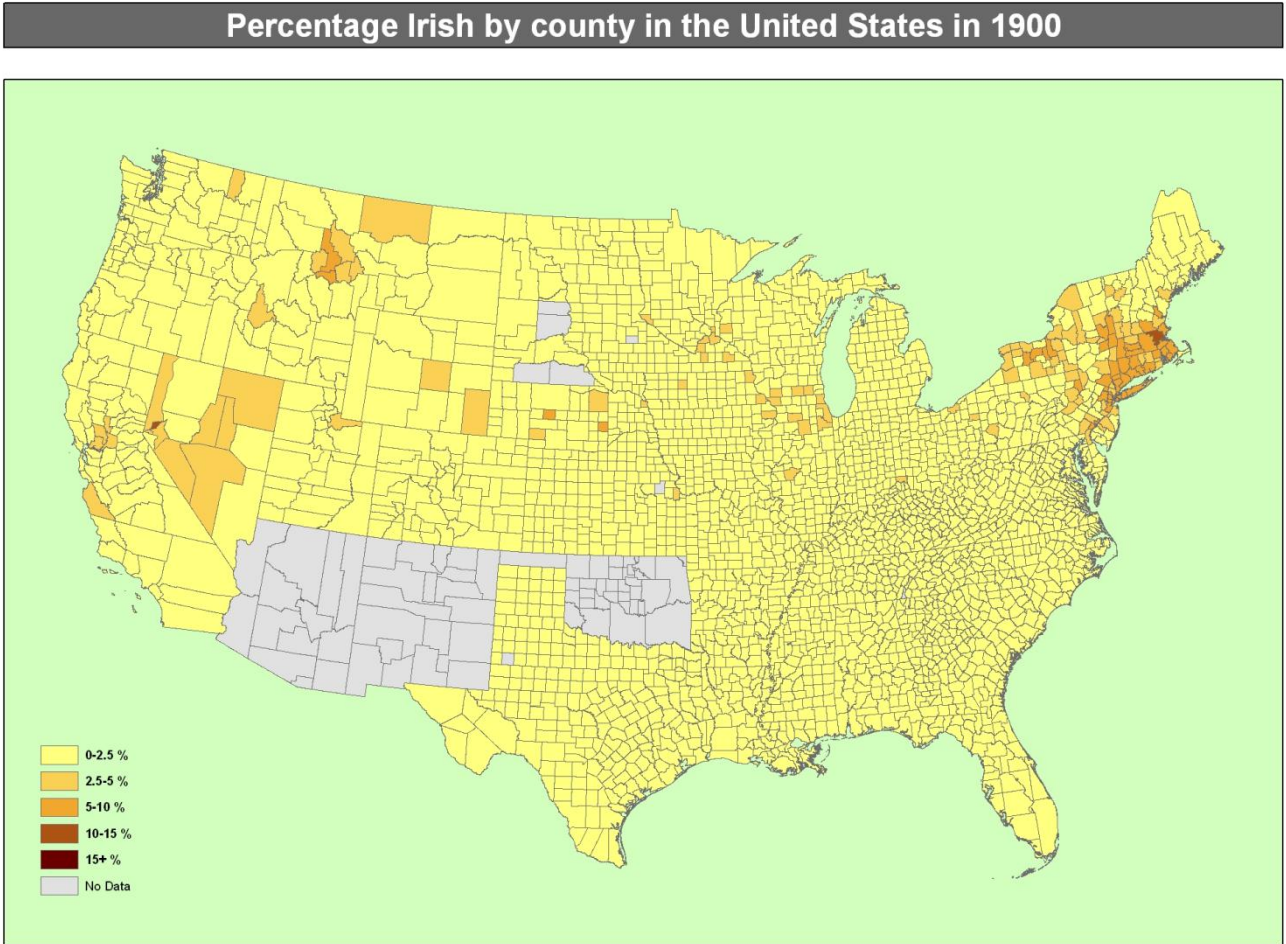 Percentage Irish by county in the United States in 1900
0-2.5 %
2.5-5 %
5-10 %
10-15 %
15+ %
No Data